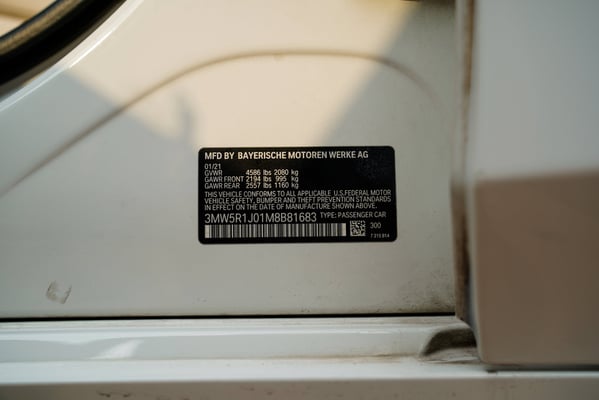 MFD BY BAYERISCHE MOTOREN WERKE AG
01/21
GVWR 4586 lbs 2080 kg
GAWR FRONT 2194 lbs 995 kg
GAWR REAR 2557 lbs 1160 kg
THIS VEHICLE CONFORMS TO ALL APPLICABLE U.S.FEDERAL MOTOR
VEHICLE SAFETY, BUMPER AND THEFT PREVENTION STANDARDS
IN EFFECT ON THE DATE OF MANUFACTURE SHOWN ABOVE.
3MW5R1J01M8B81683 TYPE: PASSENGER CAR
300